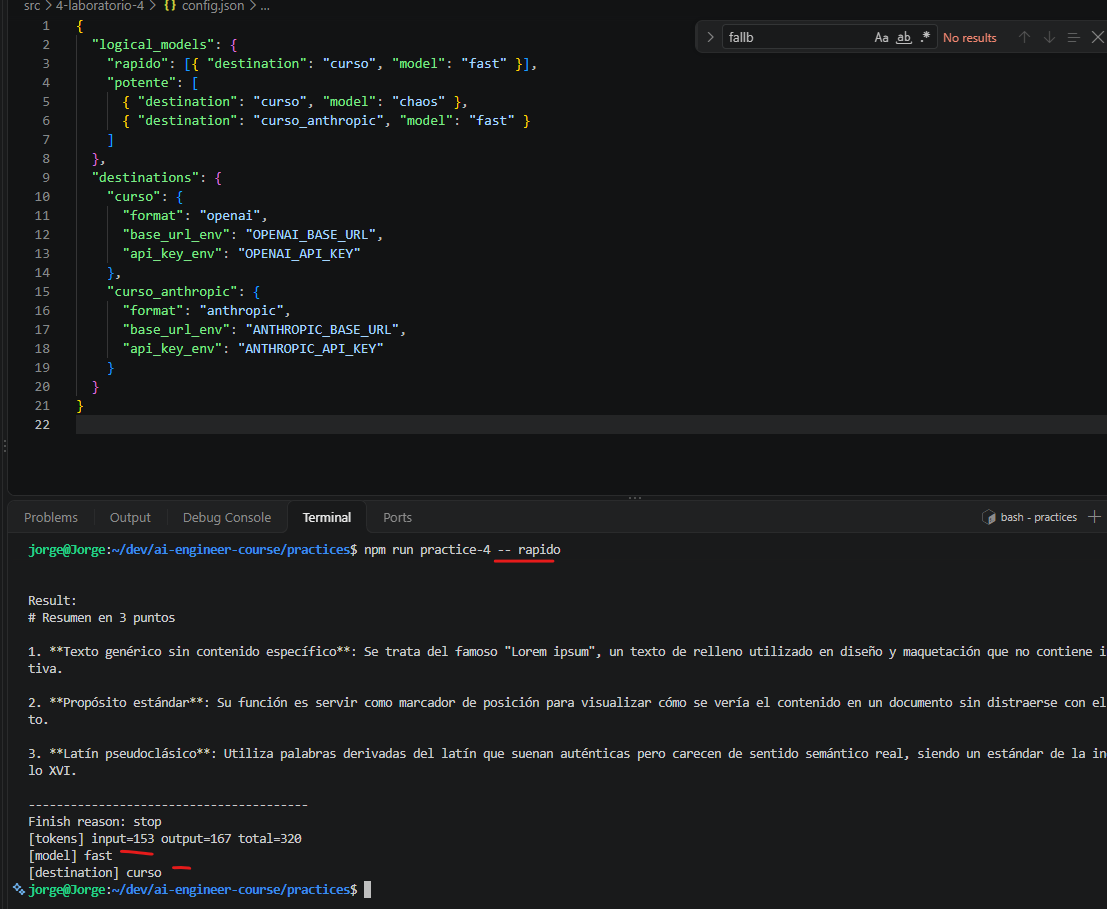 src > 4-laboratorio-4 > {} config.json > ...
fallb
Aa ab .* No results
1 {
2 "logical_models": {
3 "rapido": [{ "destination": "curso", "model": "fast" }],
4 "potente": [
5 { "destination": "curso", "model": "chaos" },
6 { "destination": "curso_anthropic", "model": "fast" }
7 ]
8 },
9 "destinations": {
10 "curso": {
11 "format": "openai",
12 "base_url_env": "OPENAI_BASE_URL",
13 "api_key_env": "OPENAI_API_KEY"
14 },
15 "curso_anthropic": {
16 "format": "anthropic",
17 "base_url_env": "ANTHROPIC_BASE_URL",
18 "api_key_env": "ANTHROPIC_API_KEY"
19 }
20 }
21 }
22
Problems Output Debug Console Terminal Ports bash - practices
jorge@Jorge:~/dev/ai-engineer-course/practices$ npm run practice-4 -- rapido
Result:
# Resumen en 3 puntos
1. **Texto genérico sin contenido específico**: Se trata del famoso "Lorem ipsum", un texto de relleno utilizado en diseño y maquetación que no contiene i
tiva.
2. **Propósito estándar**: Su función es servir como marcador de posición para visualizar cómo se vería el contenido en un documento sin distraerse con el
to.
3. **Latín pseudoclásico**: Utiliza palabras derivadas del latín que suenan auténticas pero carecen de sentido semántico real, siendo un estándar de la in
lo XVI.
----------------------------------------
Finish reason: stop
[tokens] input=153 output=167 total=320
[model] fast
[destination] curso
jorge@Jorge:~/dev/ai-engineer-course/practices$